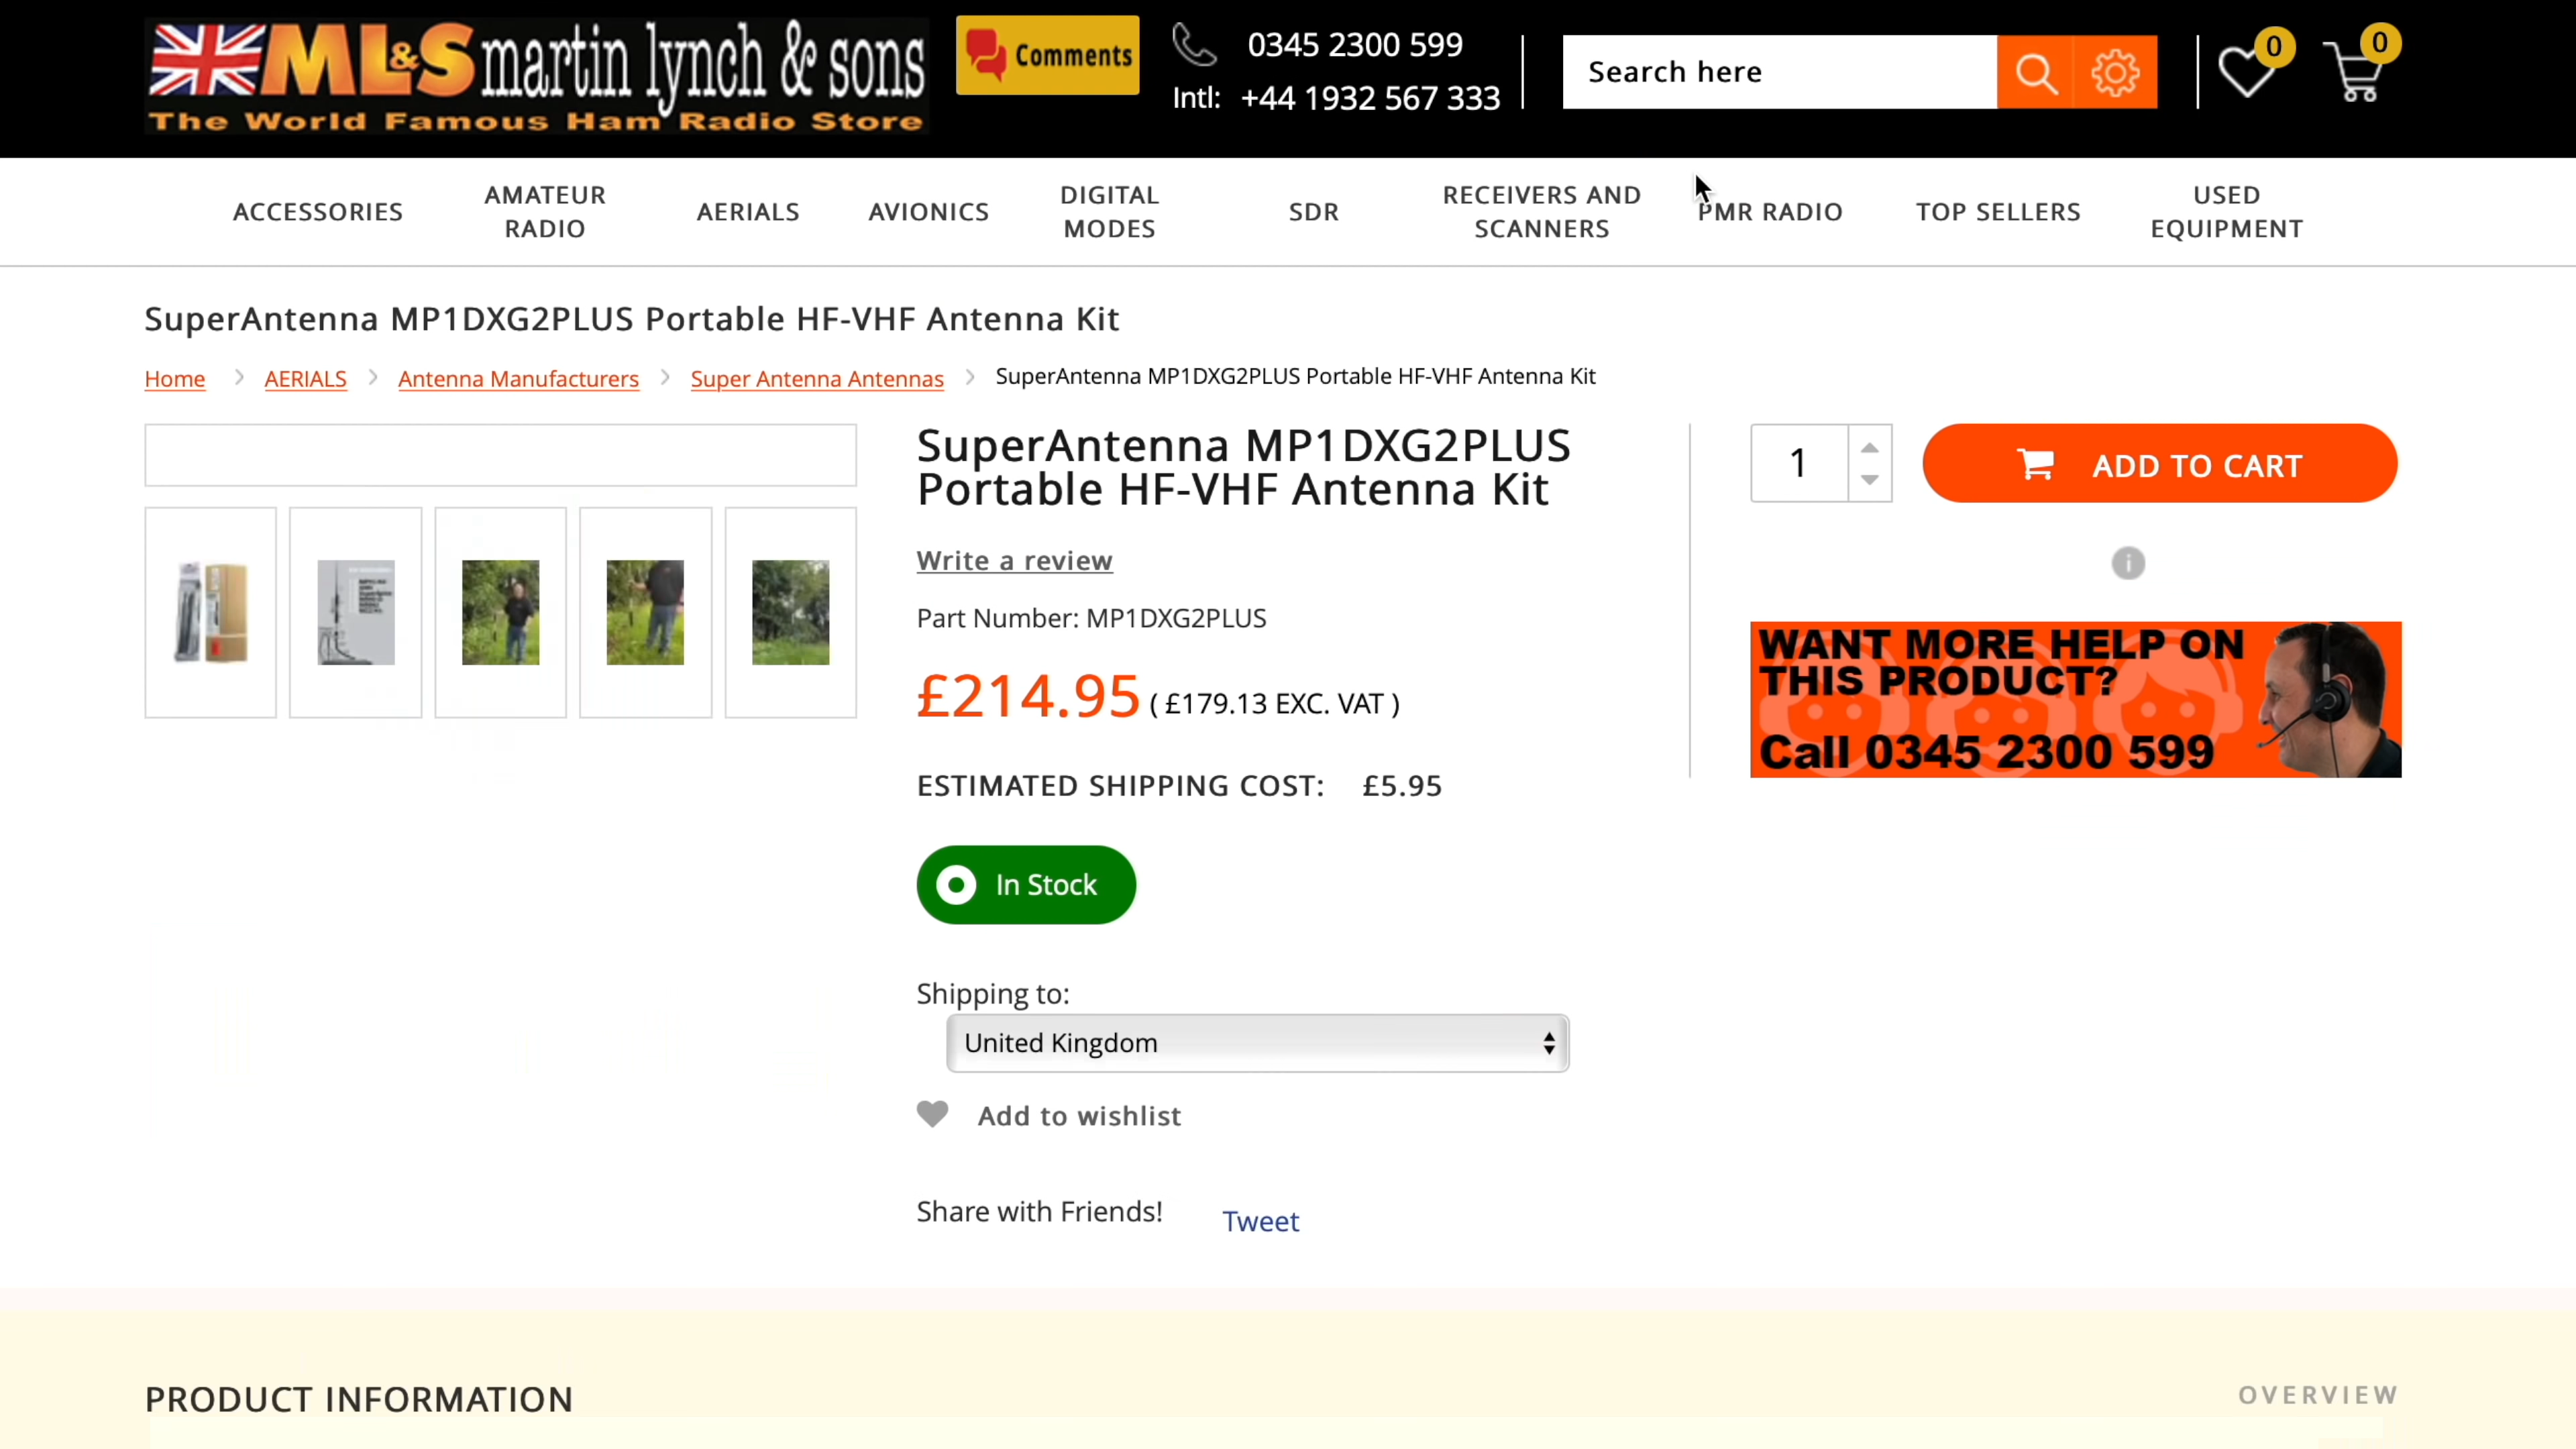 ML&S martin lynch & sons
The World Famous Ham Radio Store
Comments
0345 2300 599
Intl: +44 1932 567 333
Search here
0
0
ACCESSORIES
AMATEUR
RADIO
AERIALS
AVIONICS
DIGITAL
MODES
SDR
RECEIVERS AND
SCANNERS
PMR RADIO
TOP SELLERS
USED
EQUIPMENT
SuperAntenna MP1DXG2PLUS Portable HF-VHF Antenna Kit
Home > AERIALS > Antenna Manufacturers > Super Antenna Antennas > SuperAntenna MP1DXG2PLUS Portable HF-VHF Antenna Kit
SuperAntenna MP1DXG2PLUS
Portable HF-VHF Antenna Kit
Write a review
Part Number: MP1DXG2PLUS
£214.95 ( £179.13 EXC. VAT )
ESTIMATED SHIPPING COST: £5.95
In Stock
Shipping to:
United Kingdom
Add to wishlist
Share with Friends! Tweet
1
ADD TO CART
i
WANT MORE HELP ON
THIS PRODUCT?
Call 0345 2300 599
PRODUCT INFORMATION
OVERVIEW